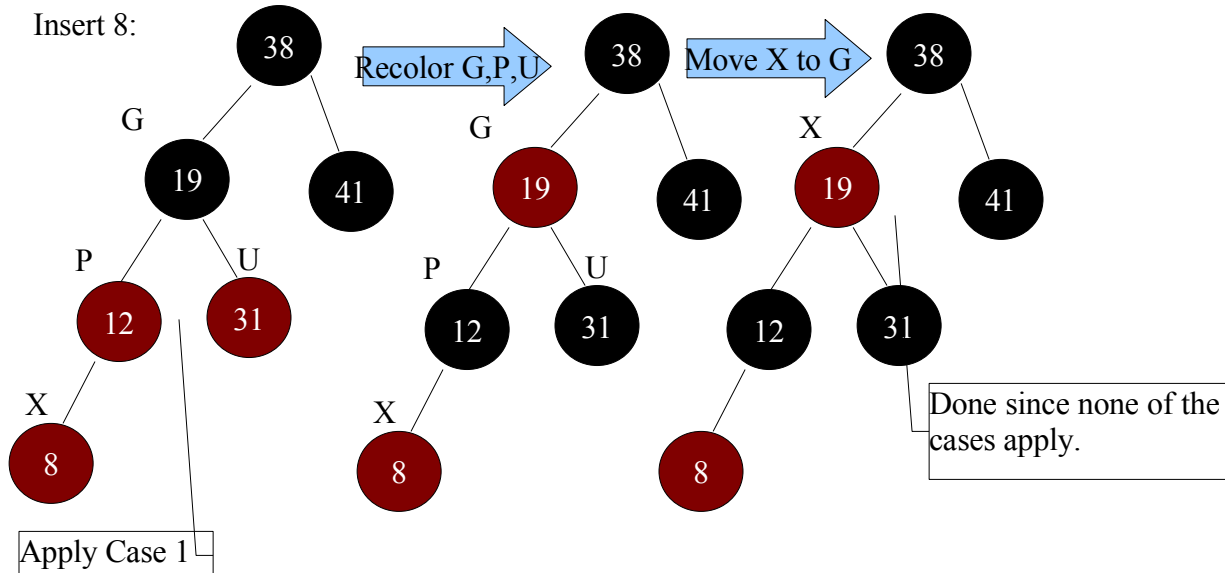 Insert 8:
38
Recolor G,P,U
38
Move X to G
38
G
19
41
G
19
41
X
19
41
P
12
U
31
P
12
U
31
12
31
X
8
X
8
8
Done since none of the
cases apply.
Apply Case 1